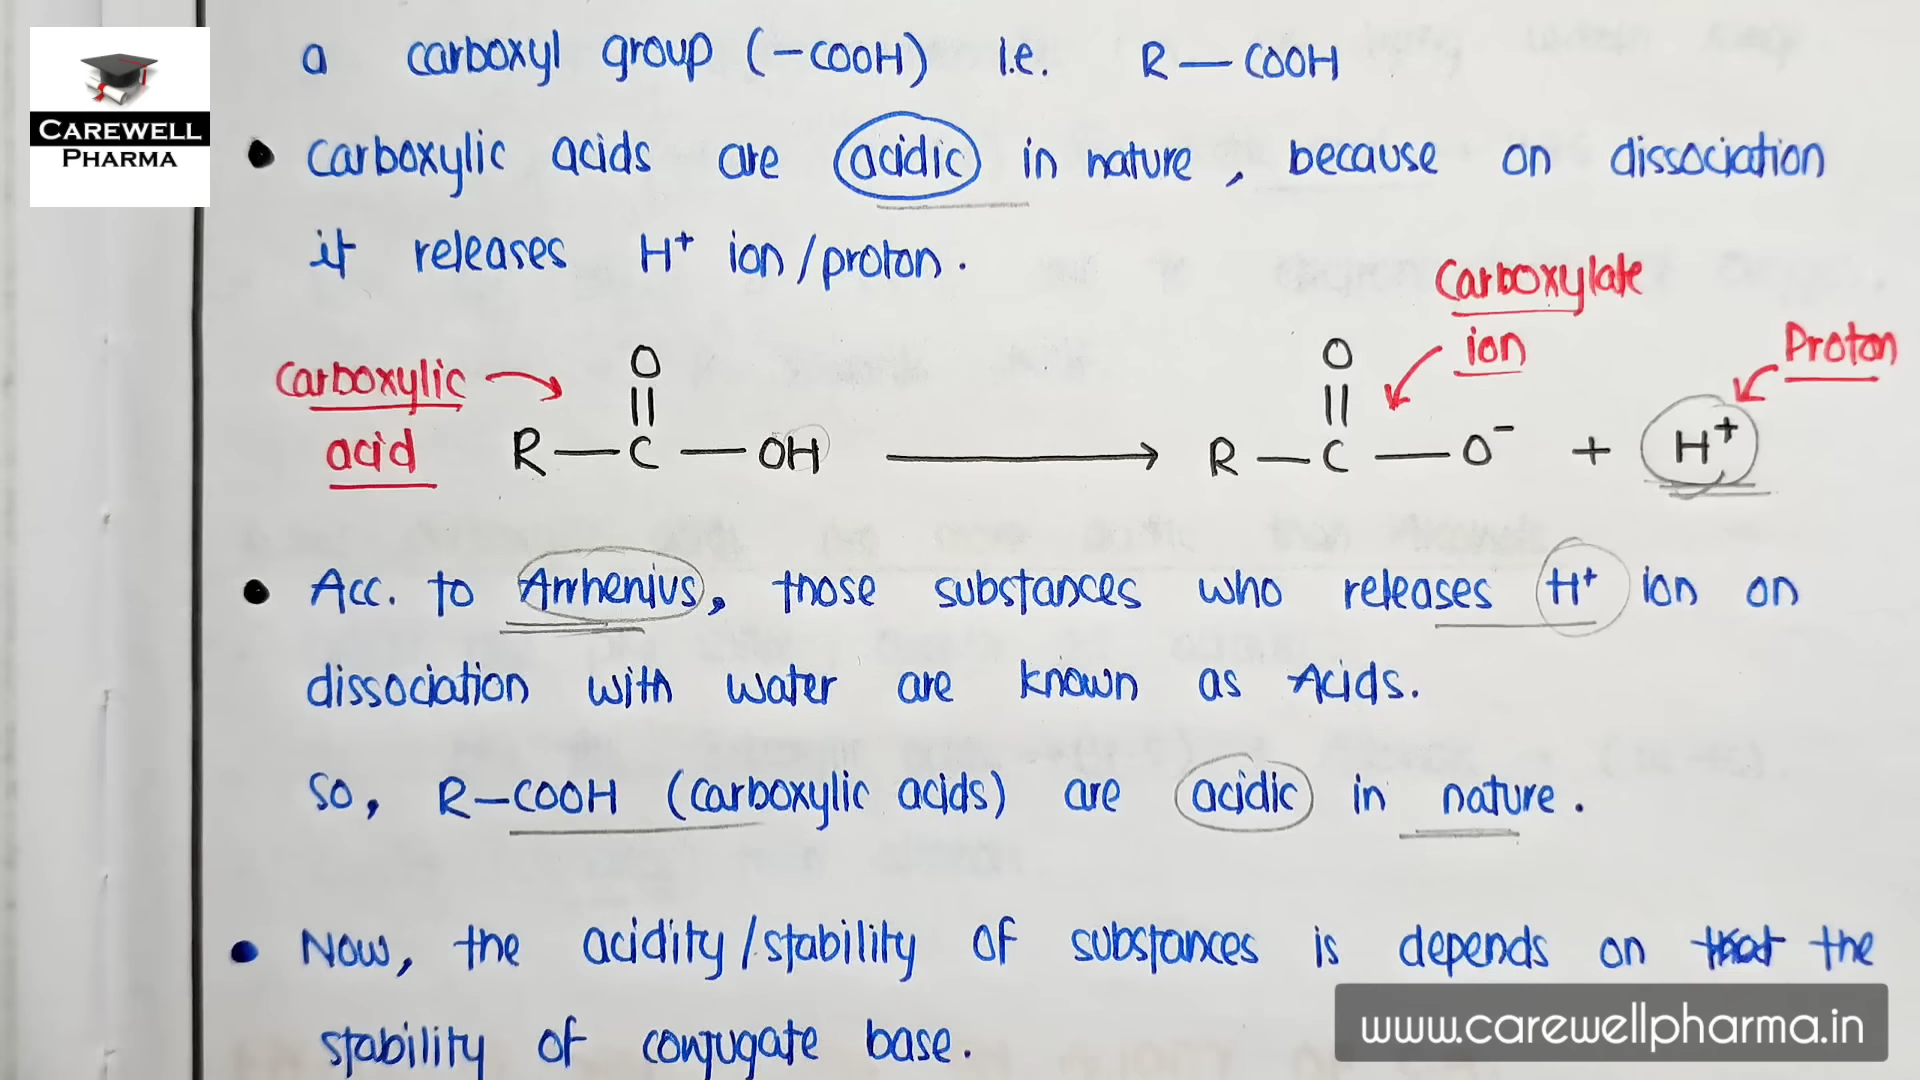 a carboxyl group (-COOH) i.e. R — COOH
CAREWELL
PHARMA
• Carboxylic acids are acidic in nature, because on dissociation
it releases H⁺ ion/proton.
Carboxylate
ion
Proton
Carboxylic
acid
O
||
R — C — OH ⟶
O
||
R — C — O⁻ + H⁺
• Acc. to Arrhenius, those substances who releases H⁺ ion on
dissociation with water are known as Acids.
So, R-COOH (carboxylic acids) are acidic in nature.
• Now, the acidity/stability of substances is depends on that the
stability of conjugate base.
www.carewellpharma.in